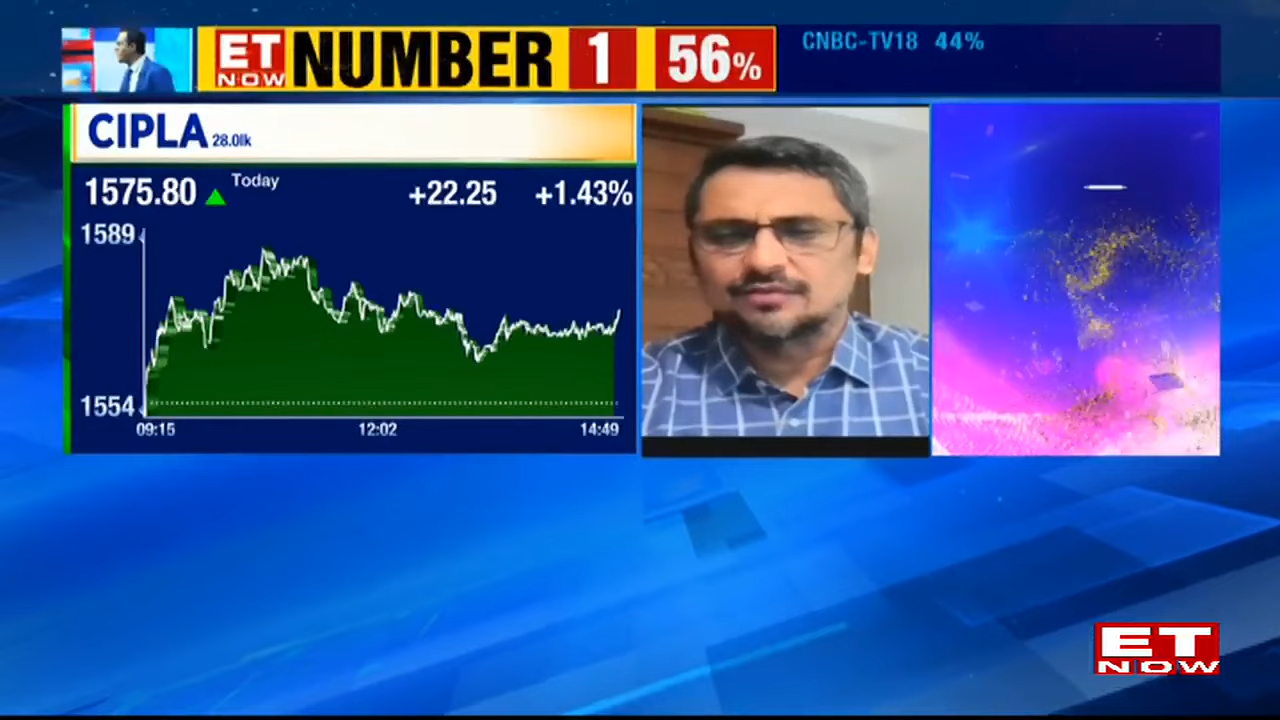 ET NOW NUMBER 1 56%
CNBC-TV18 44%
CIPLA 28.0lk
1575.80 Today +22.25 +1.43%
1589
1554
09:15 12:02 14:49
ET
NOW